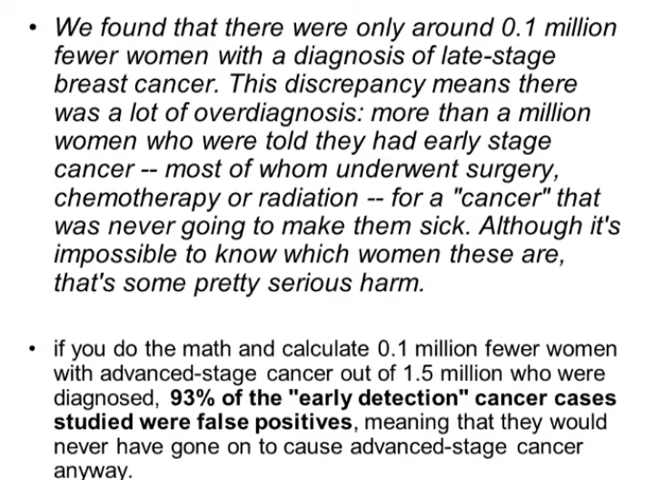 • We found that there were only around 0.1 million
fewer women with a diagnosis of late-stage
breast cancer. This discrepancy means there
was a lot of overdiagnosis: more than a million
women who were told they had early stage
cancer -- most of whom underwent surgery,
chemotherapy or radiation -- for a "cancer" that
was never going to make them sick. Although it's
impossible to know which women these are,
that's some pretty serious harm.
• if you do the math and calculate 0.1 million fewer women
with advanced-stage cancer out of 1.5 million who were
diagnosed, 93% of the "early detection" cancer cases
studied were false positives, meaning that they would
never have gone on to cause advanced-stage cancer
anyway.